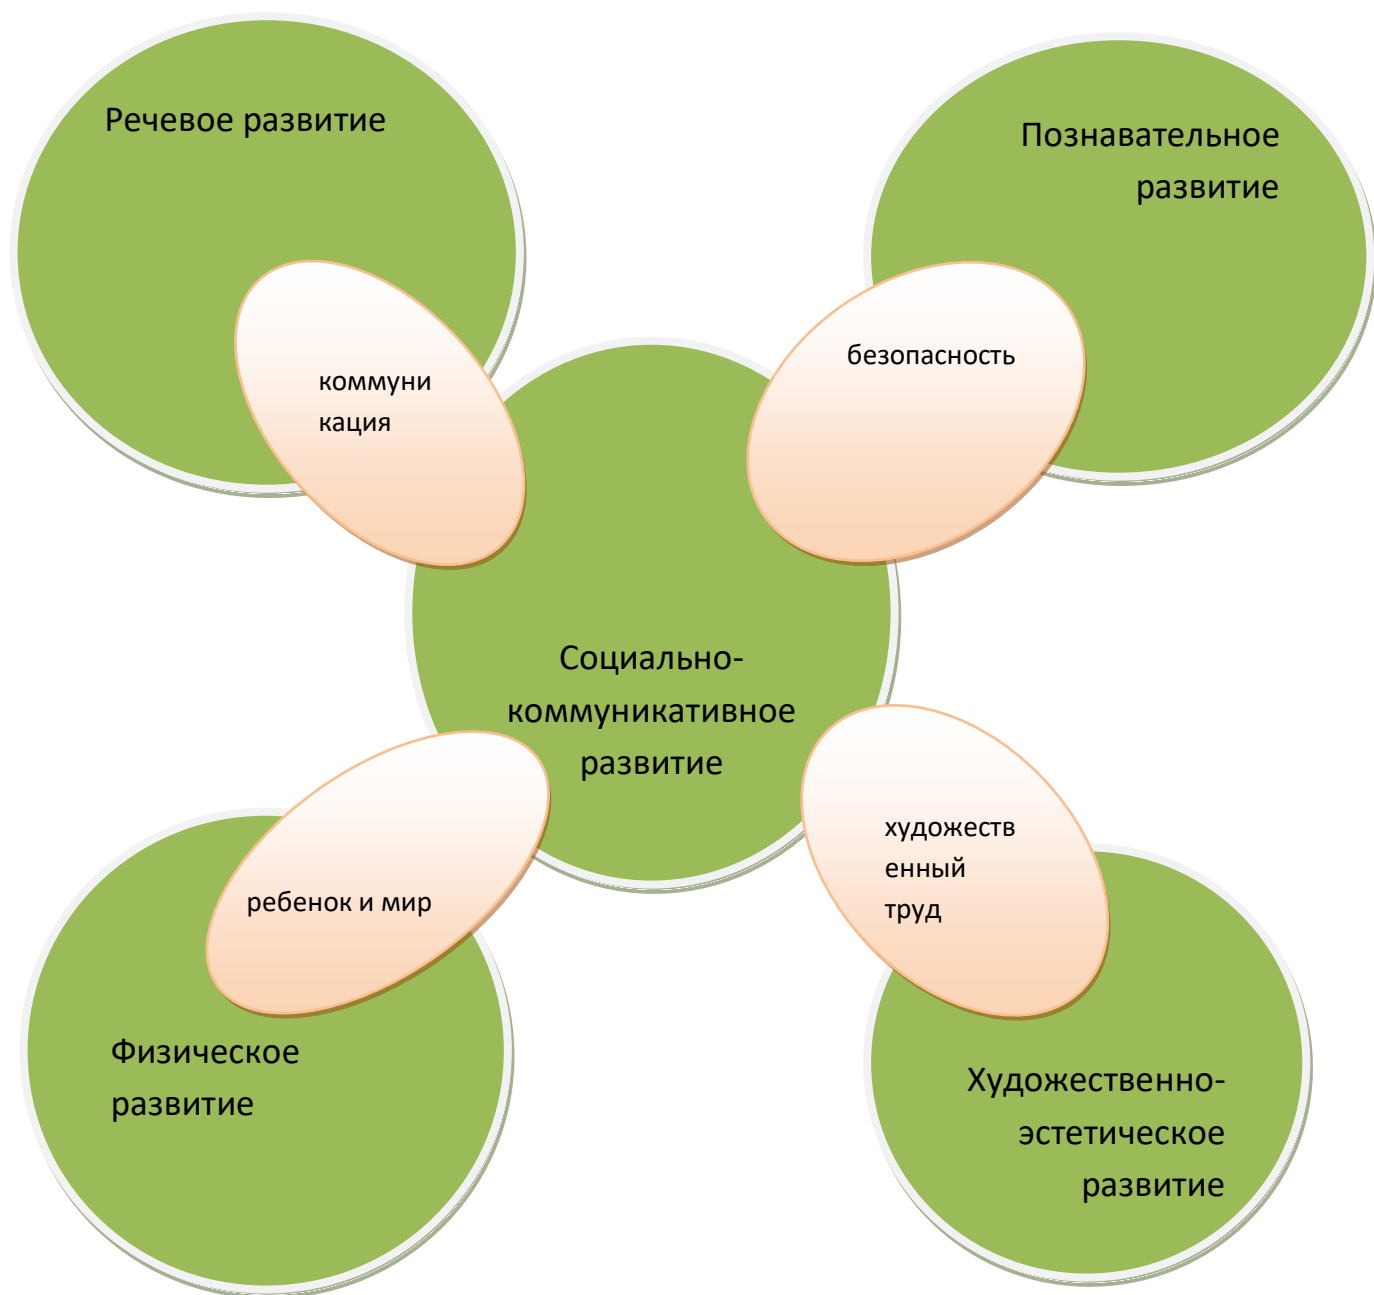 Речевое развитие
Познавательное
развитие
безопасность
коммуни
кация
Социально-
коммуникативное
развитие
художеств
енный
труд
ребенок и мир
Физическое
развитие
Художественно-
эстетическое
развитие